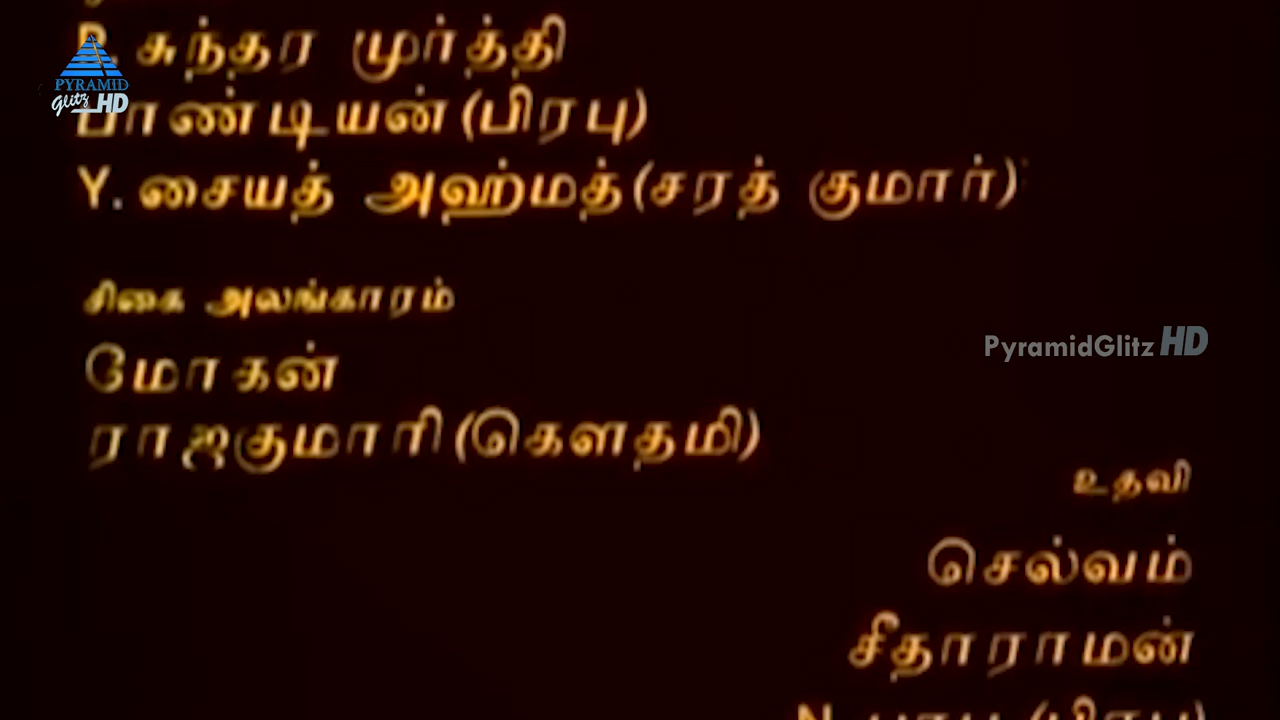 R. சுந்தர முர்த்தி
PYRAMID
glitz HD
பாண்டியன் (பிரபு)
Y. சையத் அஹ்மத் (சரத் குமார்)
சிகை அலங்காரம்
PyramidGlitz HD
மோகன்
ராஜகுமாரி (கௌதமி)
உதவி
செல்வம்
சீதாராமன்
N. பாபு (பிரபு)